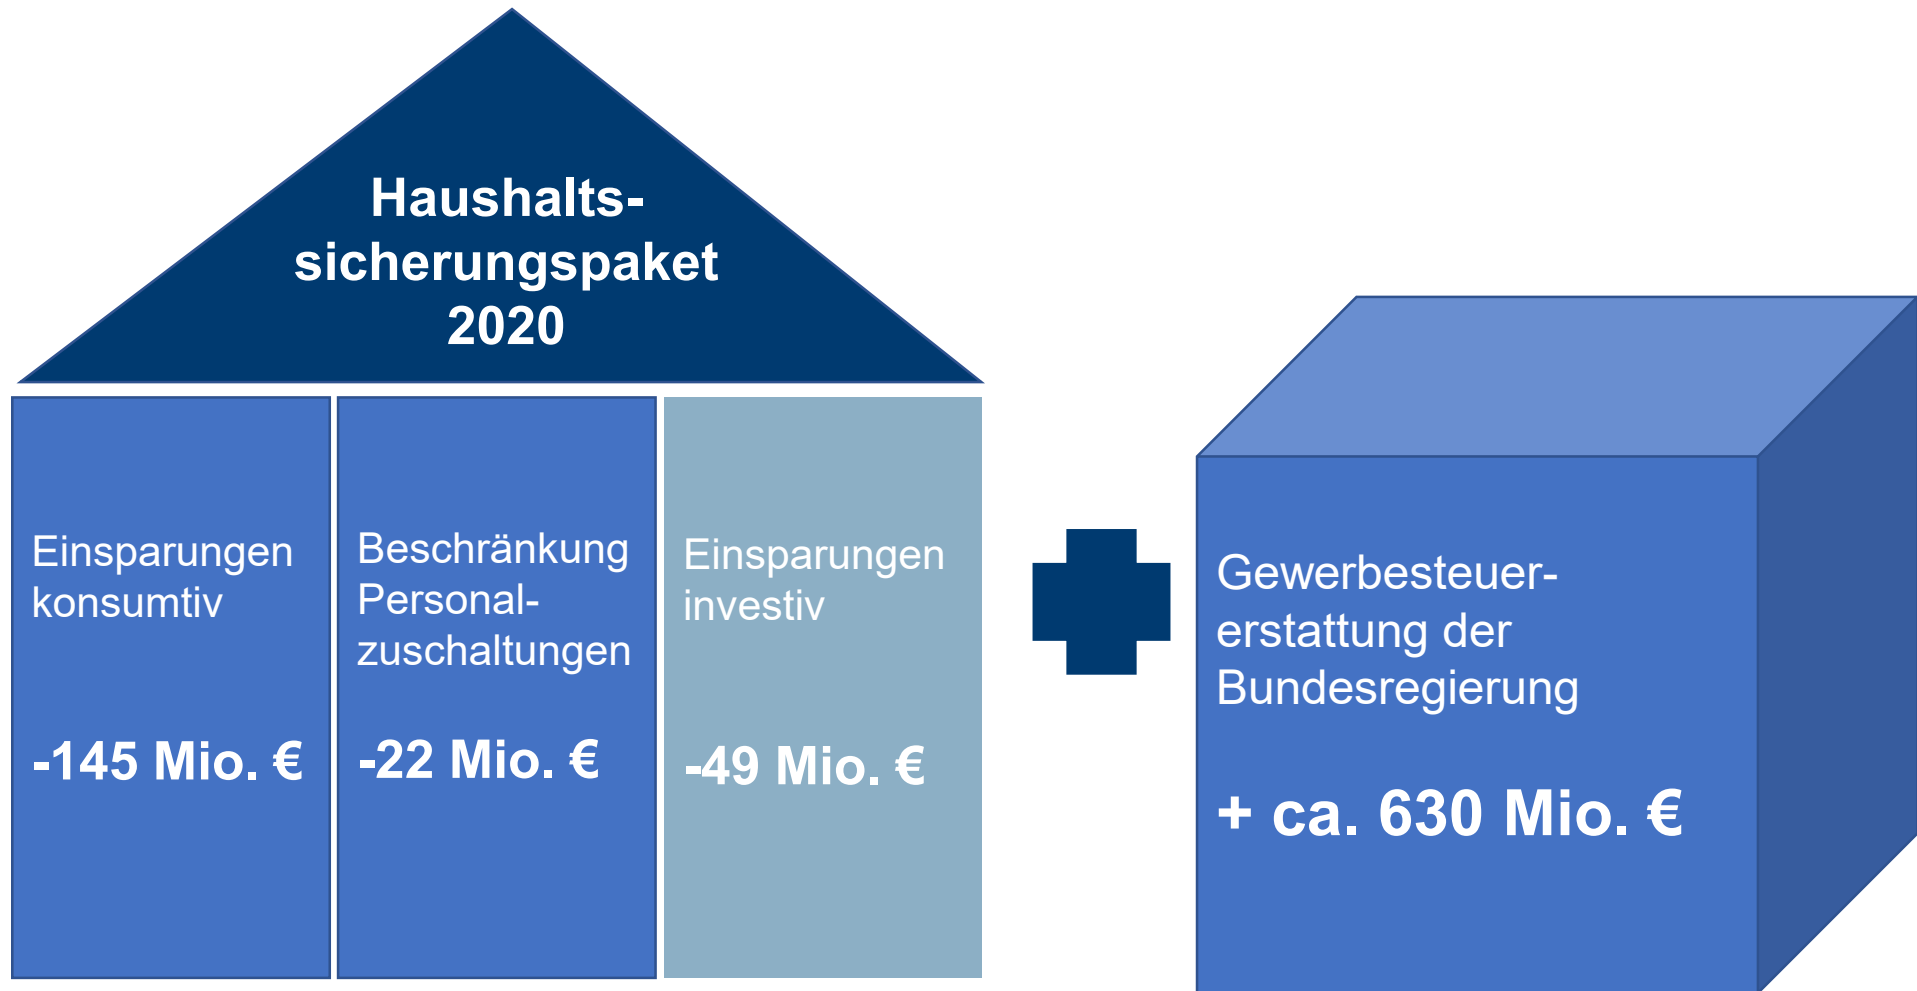 Haushalts-
sicherungspaket
2020
Einsparungen
konsumtiv
-145 Mio. €
Beschränkung
Personal-
zuschaltungen
-22 Mio. €
Einsparungen
investiv
-49 Mio. €
Gewerbesteuer-
erstattung der
Bundesregierung
+ ca. 630 Mio. €